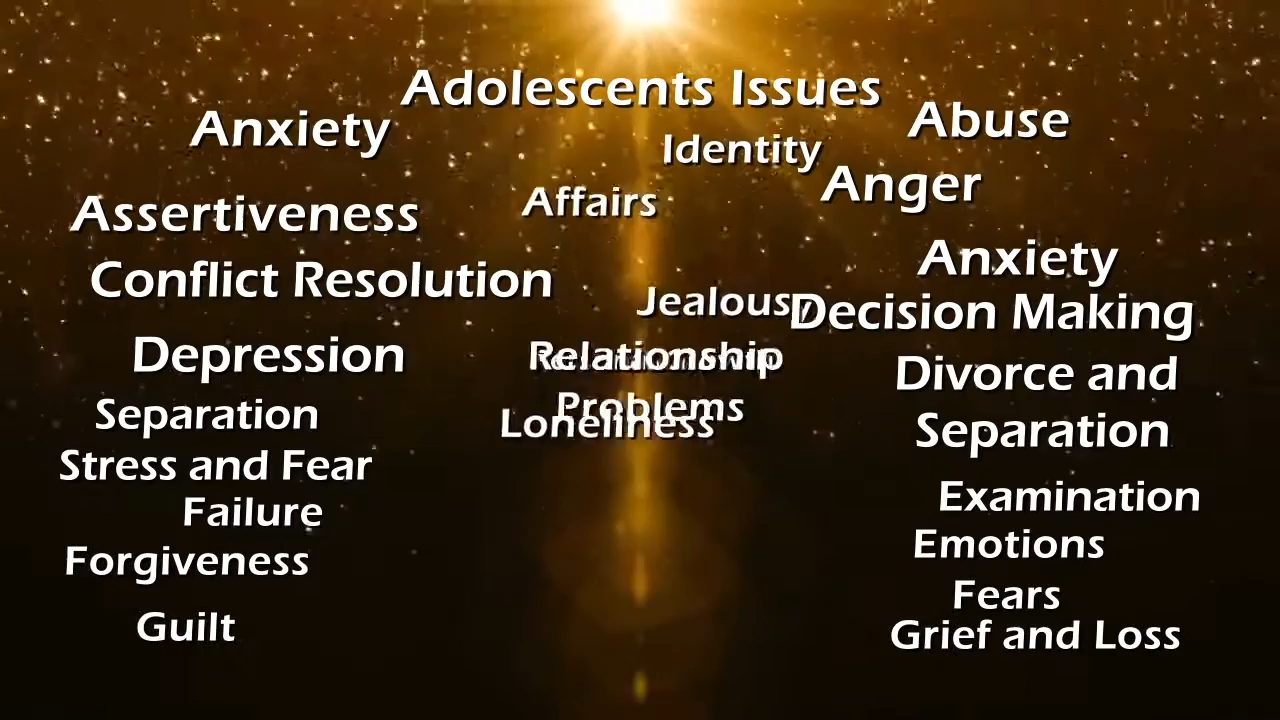 Adolescents Issues
Anxiety
Abuse
Identity
Anger
Affairs
Assertiveness
Anxiety
Conflict Resolution
Jealousy
Decision Making
Depression
Relationship
Problems
Divorce and
Separation
Separation
Loneliness
Stress and Fear
Examination
Failure
Emotions
Forgiveness
Fears
Guilt
Grief and Loss